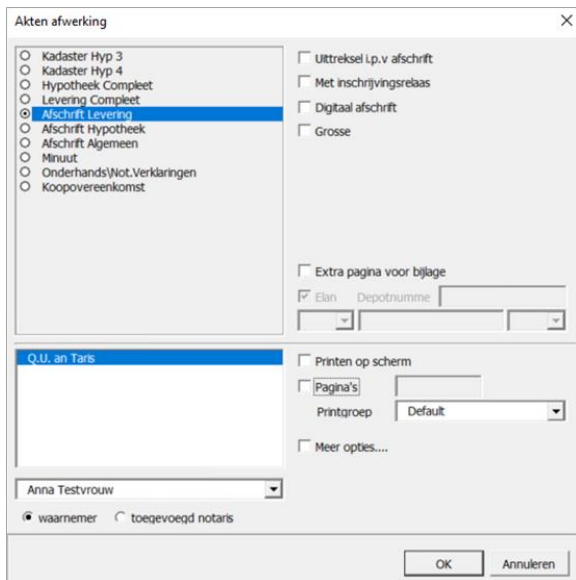 Akten afwerking
Kadaster Hyp 3
Kadaster Hyp 4
Hypotheek Compleet
Levering Compleet
Afschrift Levering
Afschrift Hypotheek
Afschrift Algemeen
Minuut
Onderhands\Not.Verklaringen
Koopovereenkomst
Uittreksel i.p.v afschrift
Met inschrijvingsrelaas
Digitaal afschrift
Grosse
Extra pagina voor bijlage
Elan Depotnumme
Q.U. an Taris
Printen op scherm
Pagina's
Printgroep Default
Meer opties....
Anna Testvrouw
waarnemer toegevoegd notaris
OK Annuleren